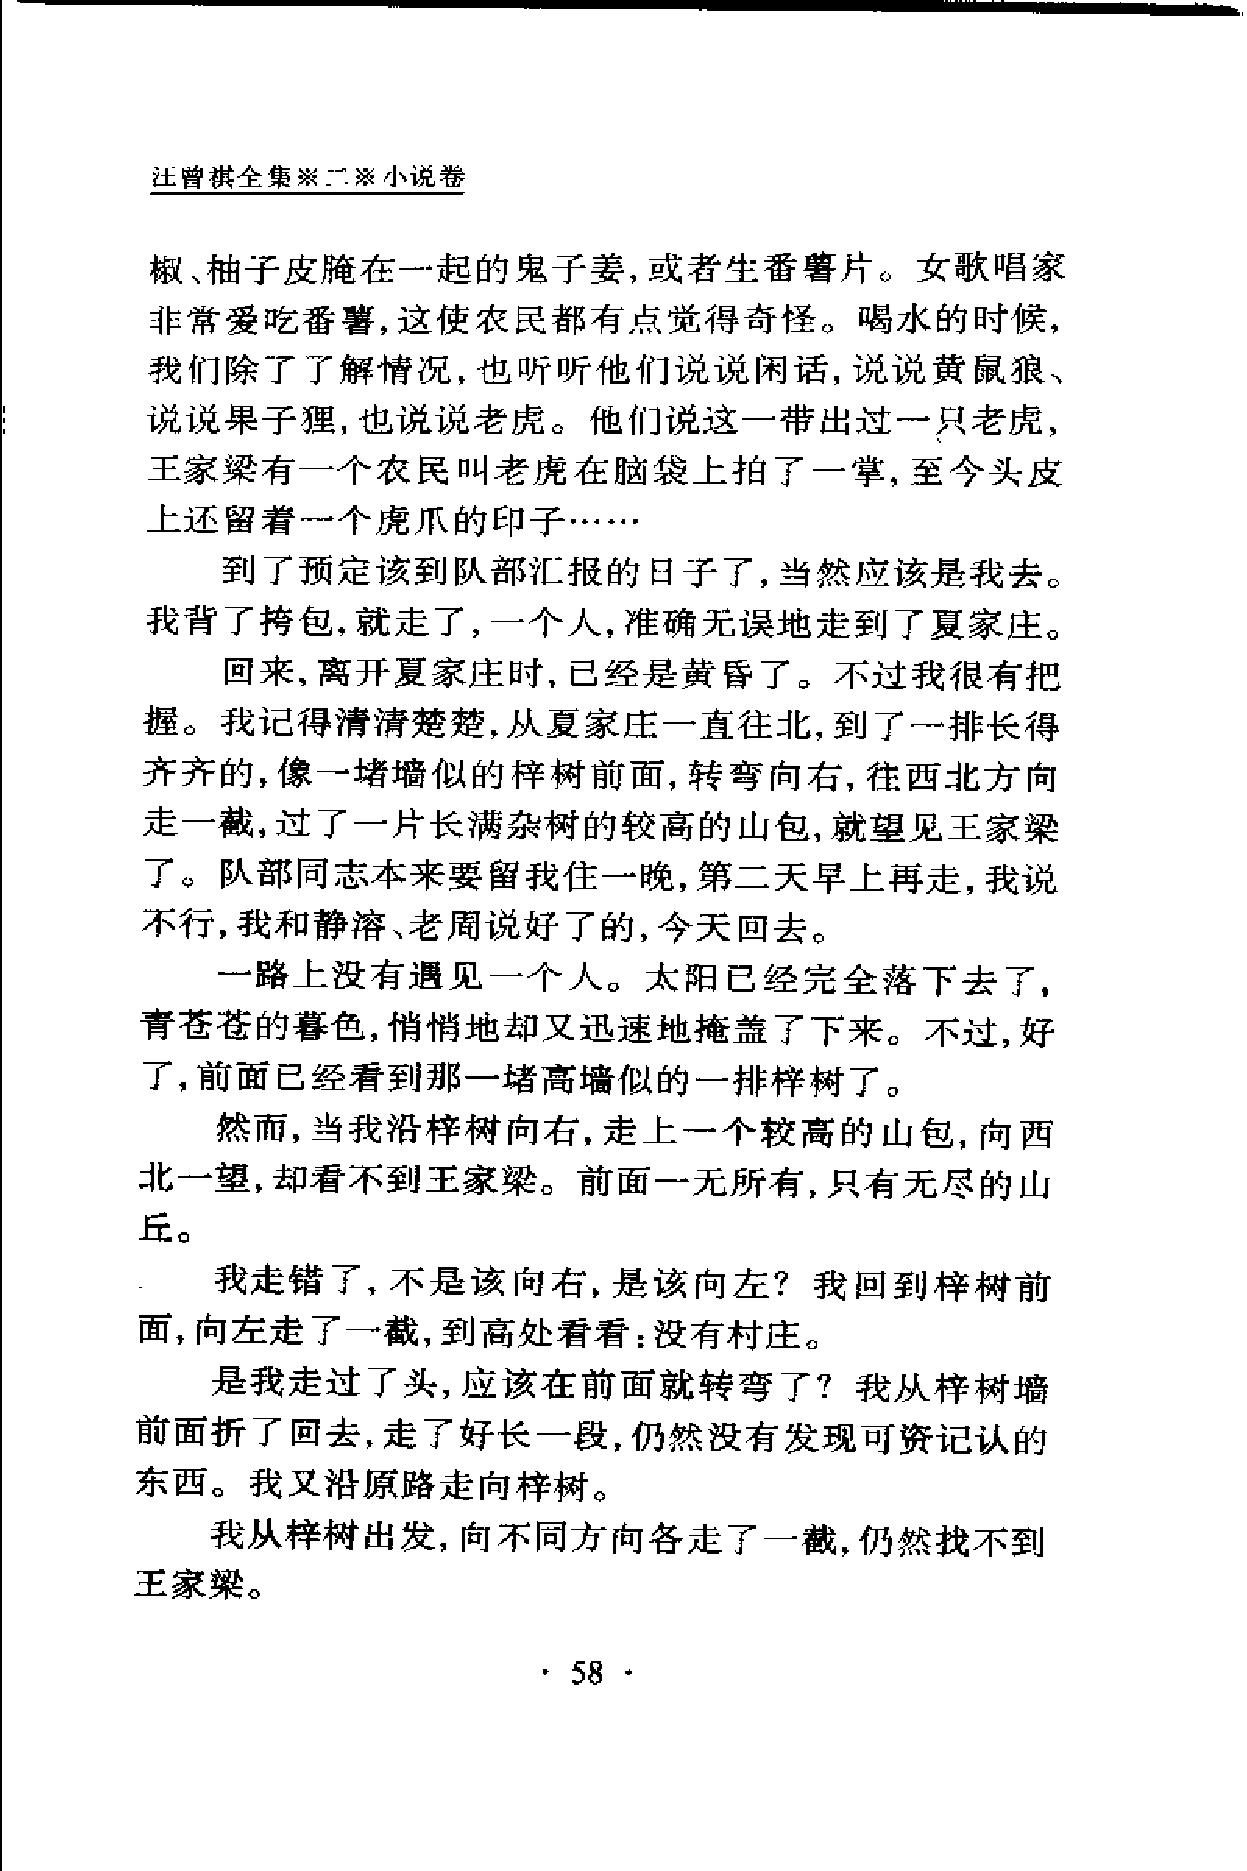 汪曾祺全集※二※小说卷
椒、柚子皮腌在一起的鬼子姜,或者生番薯片。女歌唱家
非常爱吃番薯,这使农民都有点觉得奇怪。喝水的时候,
我们除了了解情况,也听听他们说说闲话,说说黄鼠狼、
说说果子狸,也说说老虎。他们说这一带出过一只老虎,
王家梁有一个农民叫老虎在脑袋上拍了一掌,至今头皮
上还留着一个虎爪的印子……
到了预定该到队部汇报的日子了,当然应该是我去。
我背了挎包,就走了,一个人,准确无误地走到了夏家庄。
回来,离开夏家庄时,已经是黄昏了。不过我很有把
握。我记得清清楚楚,从夏家庄一直往北,到了一排长得
齐齐的,像一堵墙似的梓树前面,转弯向右,往西北方向
走一截,过了一片长满杂树的较高的山包,就望见王家梁
了。队部同志本来要留我住一晚,第二天早上再走,我说
不行,我和静溶、老周说好了的,今天回去。
一路上没有遇见一个人。太阳已经完全落下去了,
青苍苍的暮色,悄悄地却又迅速地掩盖了下来。不过,好
了,前面已经看到那一堵高墙似的一排梓树了。
然而,当我沿梓树向右,走上一个较高的山包,向西
北一望,却看不到王家梁。前面一无所有,只有无尽的山
丘。
我走错了,不是该向右,是该向左?我回到梓树前
面,向左走了一截,到高处看看:没有村庄。
是我走过了头,应该在前面就转弯了?我从梓树墙
前面折了回去,走了好长一段,仍然没有发现可资记认的
东西。我又沿原路走向梓树。
我从梓树出发,向不同方向各走了一截,仍然找不到
王家梁。
· 58 ·